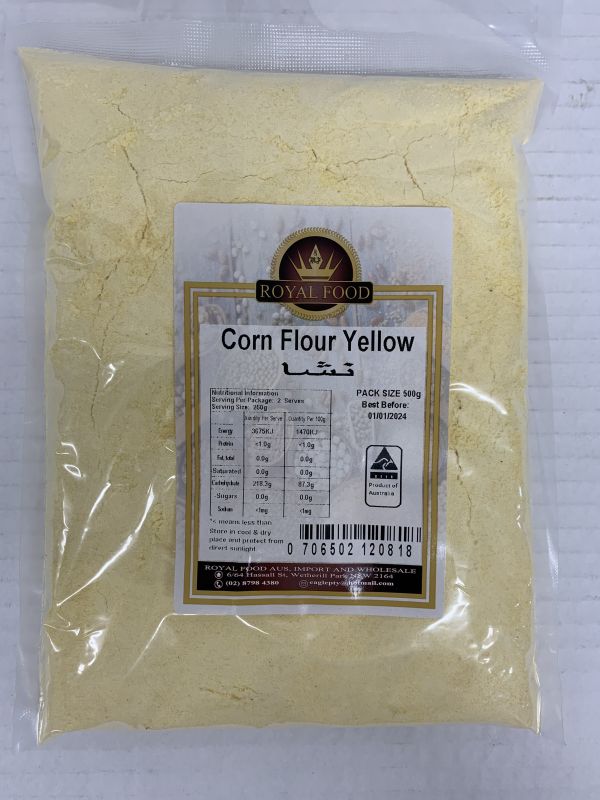 RF
ROYAL FOOD
Corn Flour Yellow
نشا
Nutritional Information
Serving Per Package: 2 Serves
Serving Size: 250g
Quantity Per Serve Quantity Per 100g
Energy 3675KJ 1470KJ
Protein <1.0g <1.0g
Fat, total 0.0g 0.0g
Saturated 0.0g 0.0g
Carbohydrate 218.3g 87.3g
-Sugars 0.0g 0.0g
Sodium <1mg <1mg
*< means less than
Store in cool & dry
place and protect from
direct sunlight
PACK SIZE 500g
Best Before:
01/01/2024
Product of
Australia
0 706502 120818
ROYAL FOOD AUS, IMPORT AND WHOLESALE
6/64 Hassall St, Wetherill Park NSW 2164
(02) 8798 4380 eaglepty@hotmail.com